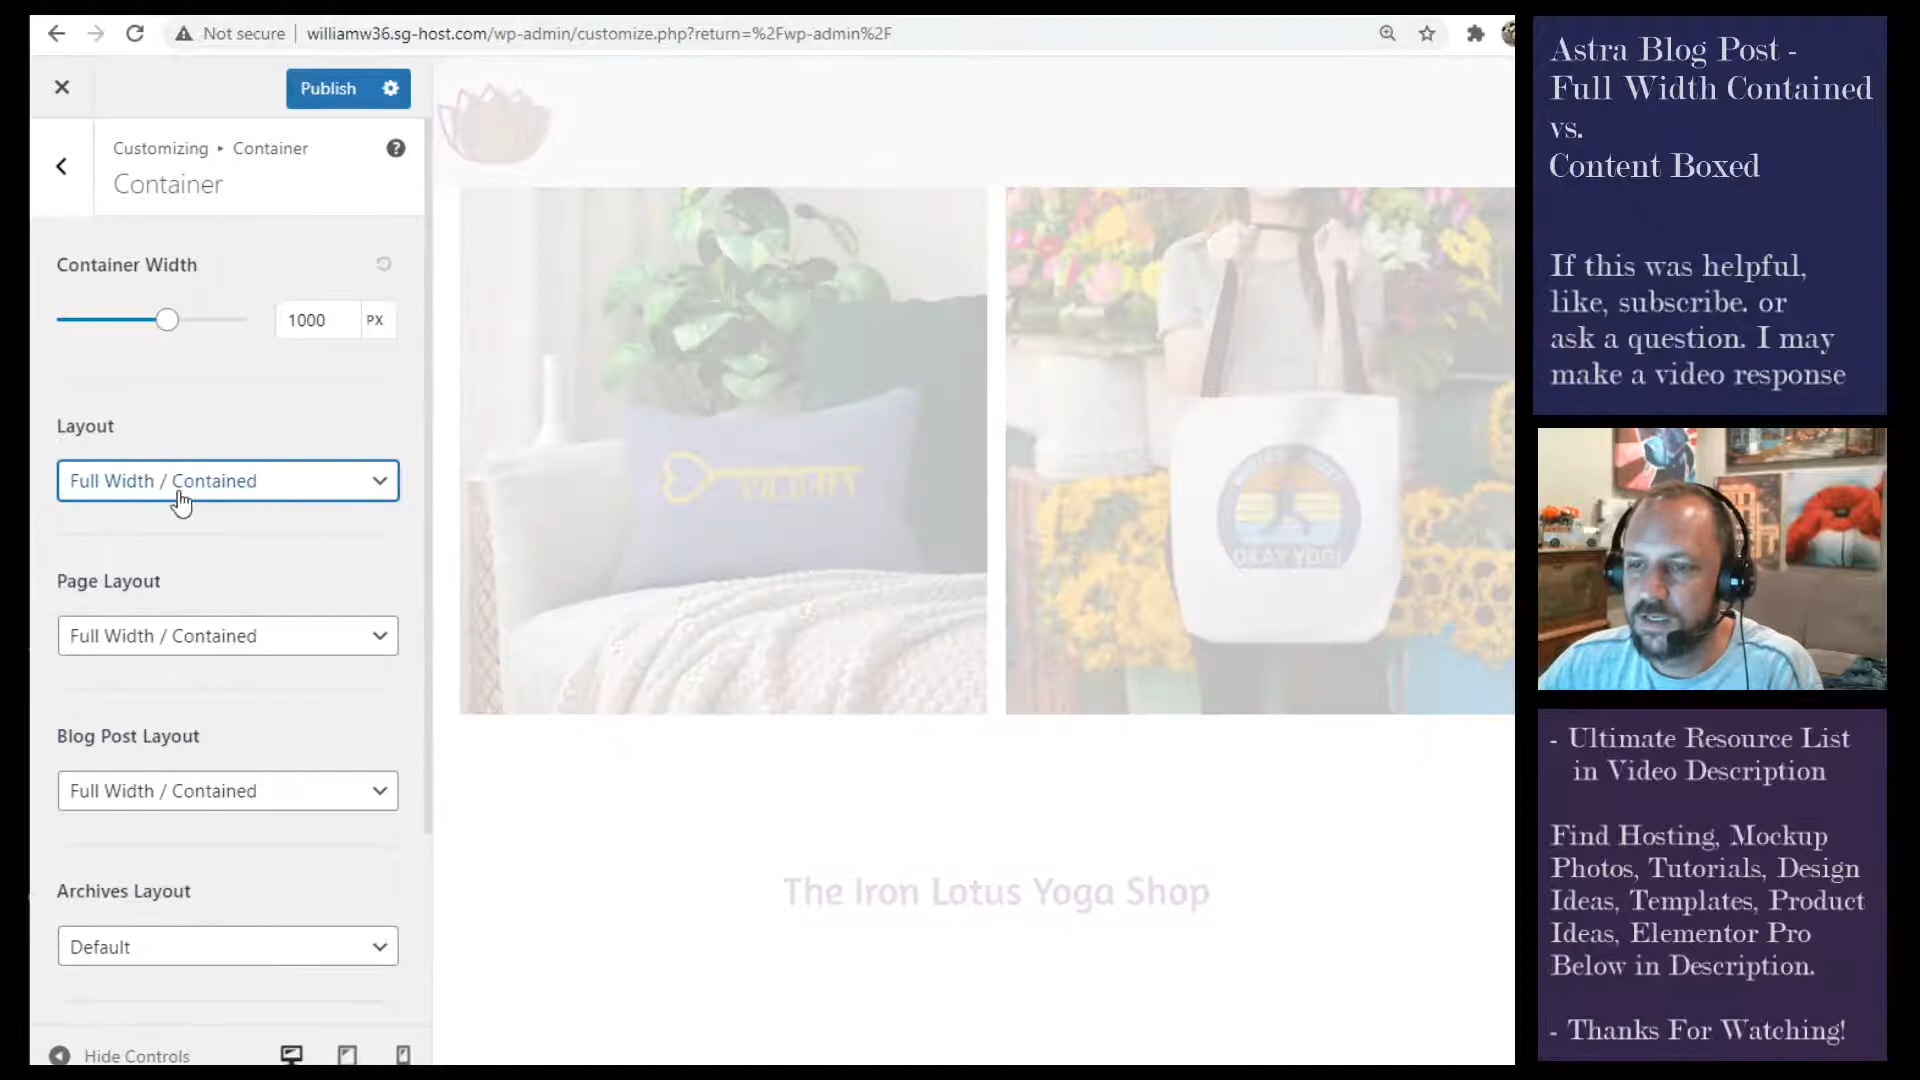 Not secure
williamw36.sg-host.com/wp-admin/customize.php?return=%2Fwp-admin%2F
Publish
Customizing ▸ Container
Container
Container Width
1000 PX
Layout
Full Width / Contained
Page Layout
Full Width / Contained
Blog Post Layout
Full Width / Contained
Archives Layout
Default
Hide Controls
OKAY YOGI
The Iron Lotus Yoga Shop
Astra Blog Post -
Full Width Contained
vs.
Content Boxed
If this was helpful,
like, subscribe. or
ask a question. I may
make a video response
- Ultimate Resource List
in Video Description
Find Hosting, Mockup
Photos, Tutorials, Design
Ideas, Templates, Product
Ideas, Elementor Pro
Below in Description.
- Thanks For Watching!